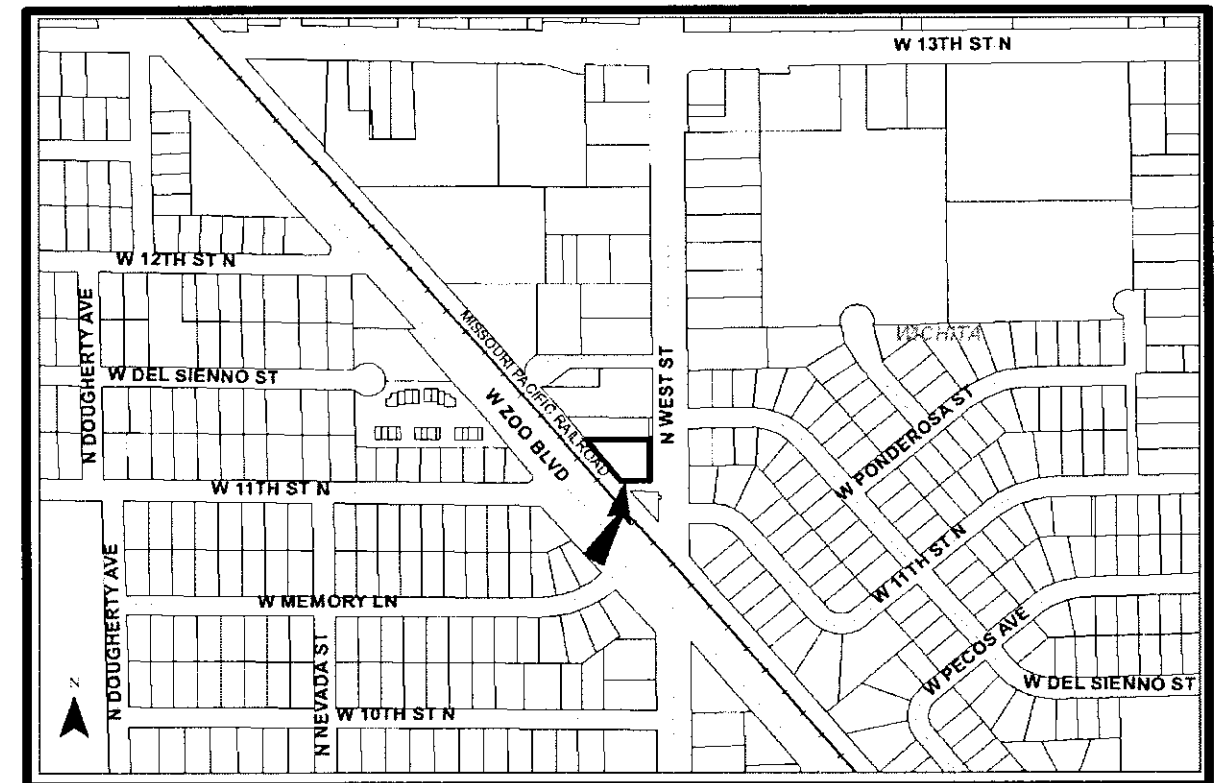 W 13TH ST N
W 12TH ST N
N DOUGHERTY AVE
MISSOURI PACIFIC RAILROAD
WICHITA
W DEL SIENNO ST
N WEST ST
W ZOO BLVD
W PONDEROSA ST
W 11TH ST N
W 11TH ST N
W MEMORY LN
N DOUGHERTY AVE
N NEVADA ST
W PECOS AVE
W DEL SIENNO ST
W 10TH ST N
N